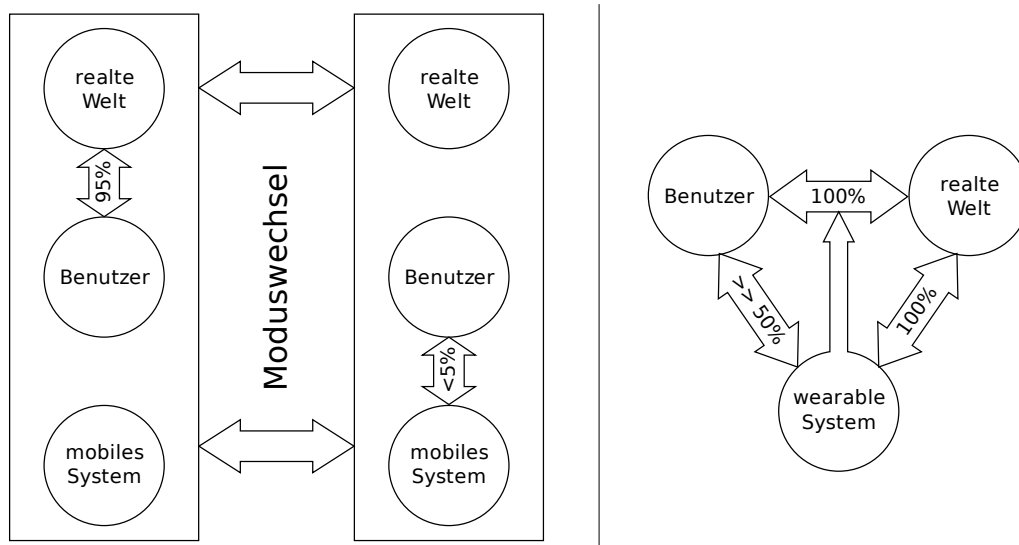 realte
Welt
95%
Benutzer
mobiles
System
Moduswechsel
realte
Welt
Benutzer
<5%
mobiles
System
Benutzer
100%
realte
Welt
>> 50%
100%
wearable
System